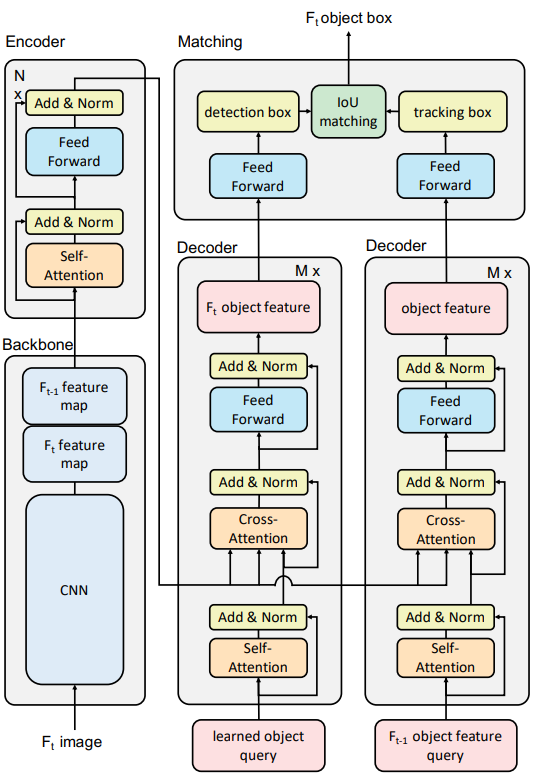 F_t object box
Encoder
N
x
Add & Norm
Feed
Forward
Add & Norm
Self-
Attention
Backbone
F_t-1 feature
map
F_t feature
map
CNN
F_t image
Matching
detection box
IoU
matching
tracking box
Feed
Forward
Feed
Forward
Decoder
M x
F_t object feature
Add & Norm
Feed
Forward
Add & Norm
Cross-
Attention
Add & Norm
Self-
Attention
learned object
query
Decoder
M x
object feature
Add & Norm
Feed
Forward
Add & Norm
Cross-
Attention
Add & Norm
Self-
Attention
F_t-1 object feature
query